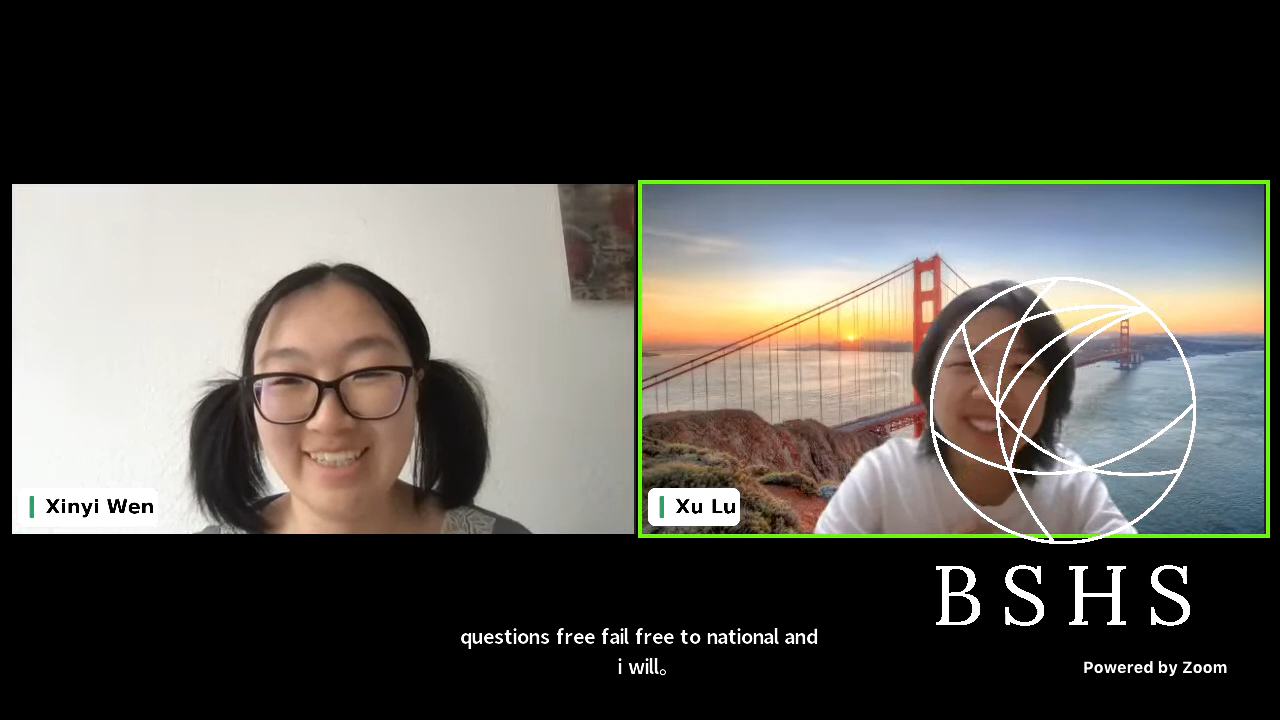 Xinyi Wen
Xu Lu
BSHS
questions free fail free to national and
i will。
Powered by Zoom